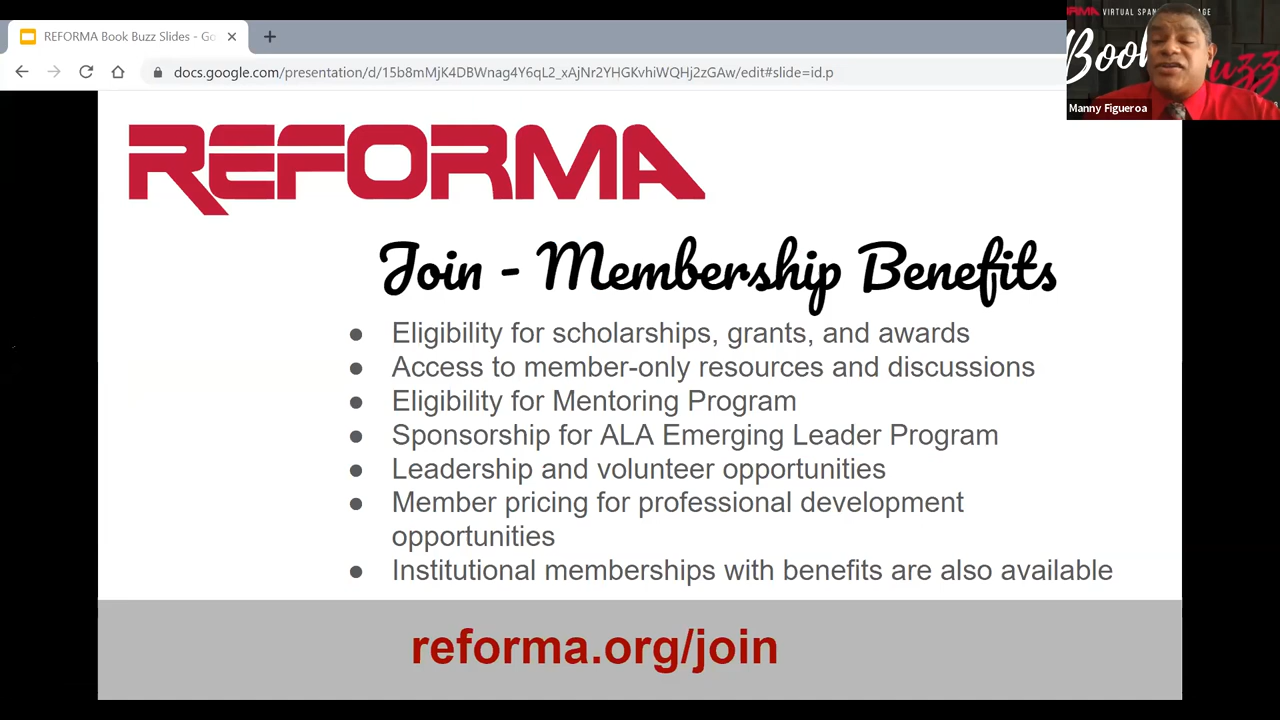 REFORMA Book Buzz Slides - Go
docs.google.com/presentation/d/15b8mMjK4DBWnag4Y6qL2_xAjNr2YHGKvhiWQHj2zGAw/edit#slide=id.p
VIRTUAL SPAN
Manny Figueroa
REFORMA
Join - Membership Benefits
● Eligibility for scholarships, grants, and awards
● Access to member-only resources and discussions
● Eligibility for Mentoring Program
● Sponsorship for ALA Emerging Leader Program
● Leadership and volunteer opportunities
● Member pricing for professional development
opportunities
● Institutional memberships with benefits are also available
reforma.org/join